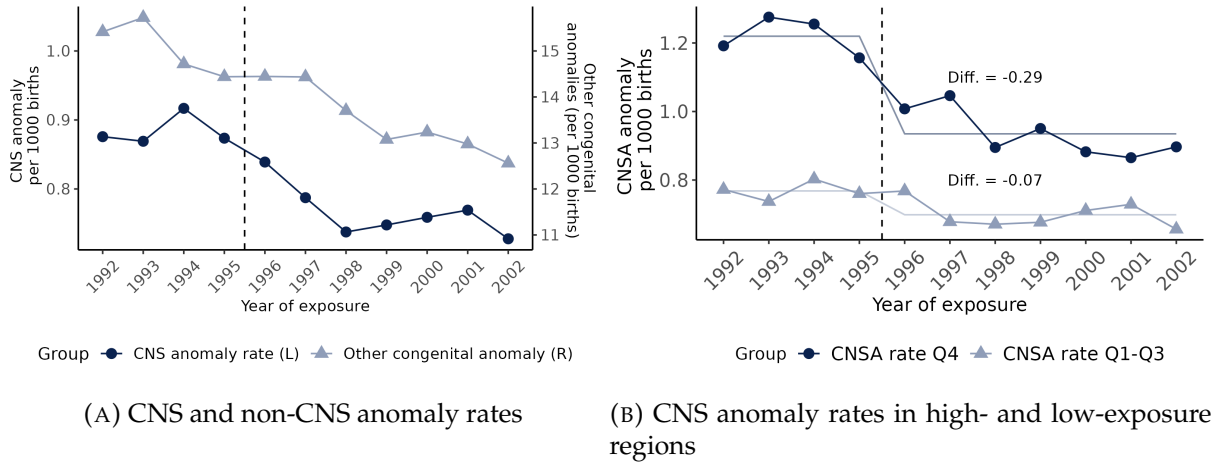 CNS anomaly
per 1000 births
1.0
0.9
0.8
15
14
13
12
11
Other congenital
anomalies (per 1000 births)
1992
1993
1994
1995
1996
1997
1998
1999
2000
2001
2002
Year of exposure
Group CNS anomaly rate (L) Other congenital anomaly (R)
(A) CNS and non-CNS anomaly rates
CNSA anomaly
per 1000 births
1.2
1.0
0.8
Diff. = -0.29
Diff. = -0.07
1992
1993
1994
1995
1996
1997
1998
1999
2000
2001
2002
Year of exposure
Group CNSA rate Q4 CNSA rate Q1-Q3
(B) CNS anomaly rates in high- and low-exposure
regions